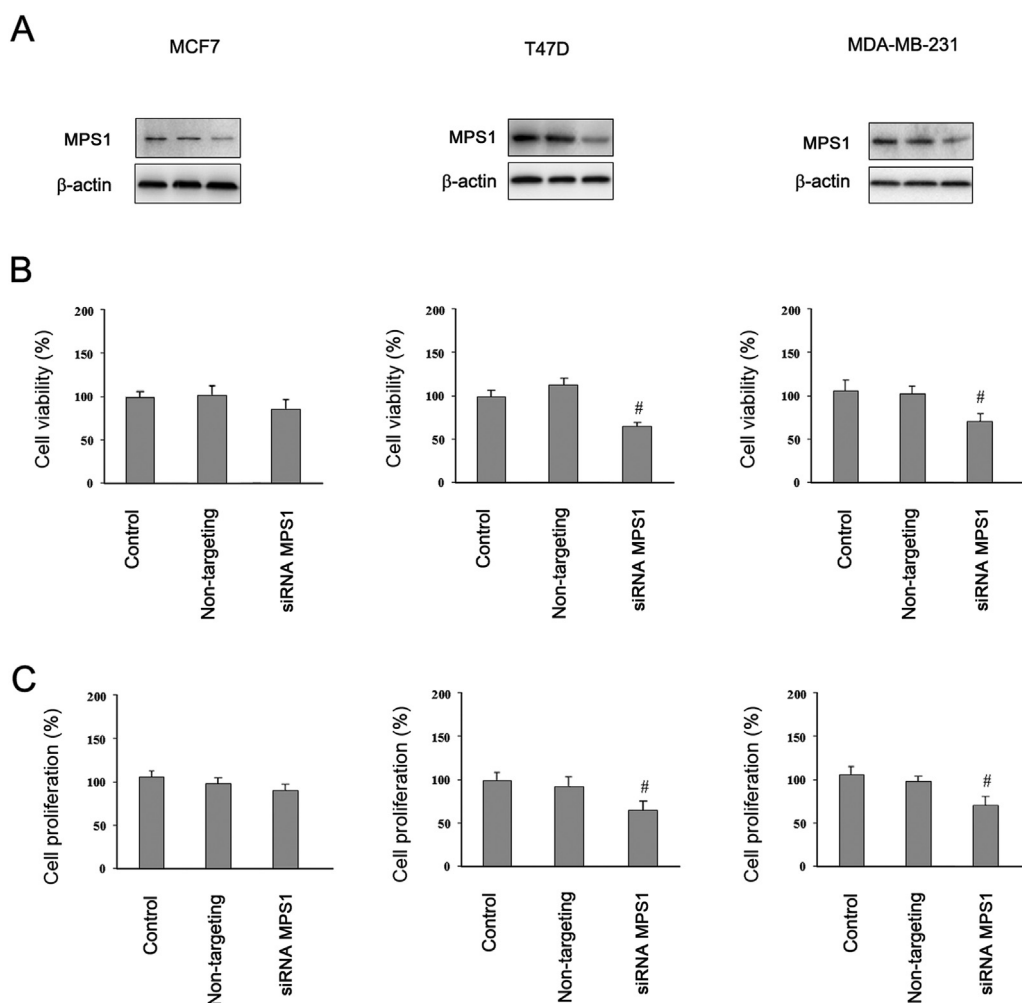 A
MCF7
T47D
MDA-MB-231
MPS1
MPS1
MPS1
β-actin
β-actin
β-actin
B
Cell viability (%)
200
150
100
50
0
Control
Non-targeting
siRNA MPS1
Cell viability (%)
200
150
100
50
0
#
Control
Non-targeting
siRNA MPS1
Cell viability (%)
200
150
100
50
0
#
Control
Non-targeting
siRNA MPS1
C
Cell proliferation (%)
200
150
100
50
0
Control
Non-targeting
siRNA MPS1
Cell proliferation (%)
200
150
100
50
0
#
Control
Non-targeting
siRNA MPS1
Cell proliferation (%)
200
150
100
50
0
#
Control
Non-targeting
siRNA MPS1